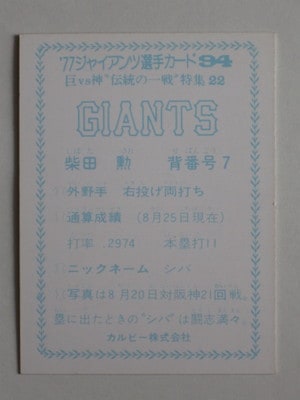 '77ジャイアンツ選手カード94
巨vs神"伝統の一戦"特集22
GIANTS
柴田 勲 背番号7
外野手 右投げ両打ち
通算成績 (8月25日現在)
打率.2974 本塁打11
ニックネーム シバ
写真は8月20日対阪神21回戦。
塁に出たときの"シバ"は闘志満々。
カルビー株式会社